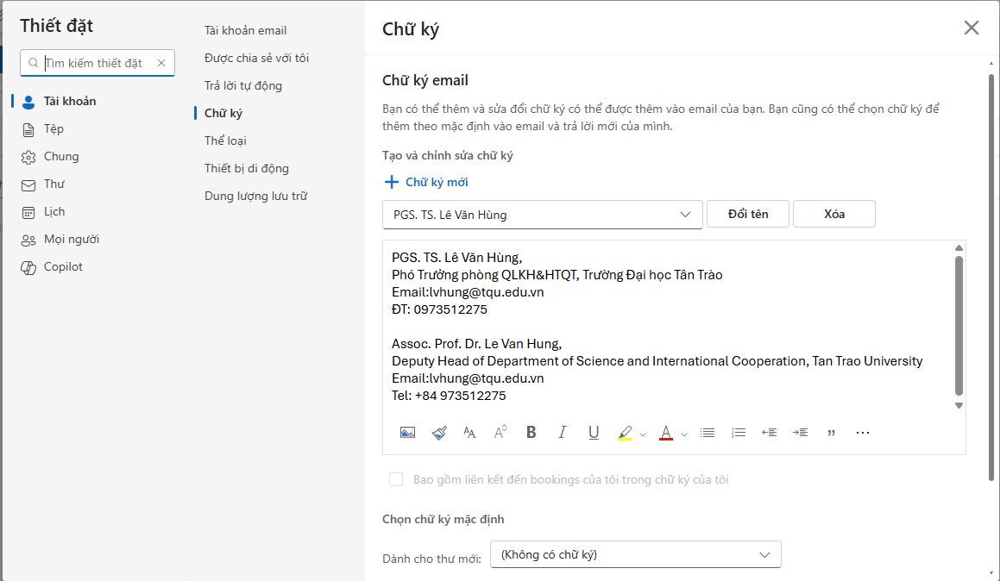 Thiết đặt
Tìm kiếm thiết đặt
Tài khoản
Tệp
Chung
Thư
Lịch
Mọi người
Copilot
Tài khoản email
Được chia sẻ với tôi
Trả lời tự động
Chữ ký
Thể loại
Thiết bị di động
Dung lượng lưu trữ
Chữ ký
Chữ ký email
Bạn có thể thêm và sửa đổi chữ ký có thể được thêm vào email của bạn. Bạn cũng có thể chọn chữ ký để
thêm theo mặc định vào email và trả lời mới của mình.
Tạo và chỉnh sửa chữ ký
Chữ ký mới
PGS. TS. Lê Văn Hùng
Đổi tên
Xóa
PGS. TS. Lê Văn Hùng,
Phó Trưởng phòng QLKH&HTQT, Trường Đại học Tân Trào
Email:lvhung@tqu.edu.vn
ĐT: 0973512275
Assoc. Prof. Dr. Le Van Hung,
Deputy Head of Department of Science and International Cooperation, Tan Trao University
Email:lvhung@tqu.edu.vn
Tel: +84 973512275
Bao gồm liên kết đến bookings của tôi trong chữ ký của tôi
Chọn chữ ký mặc định
Dành cho thư mới:
(Không có chữ ký)